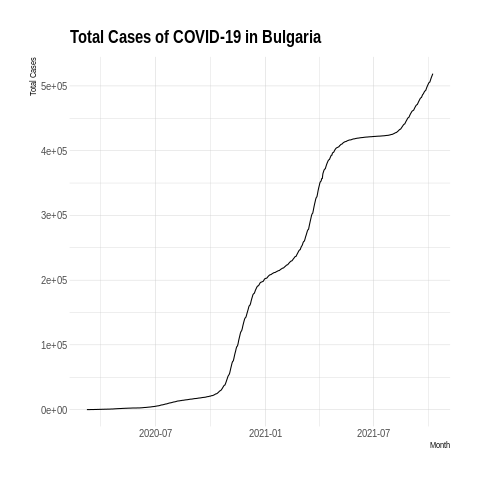 Total Cases of COVID-19 in Bulgaria
Total Cases
5e+05
4e+05
3e+05
2e+05
1e+05
0e+00
2020-07
2021-01
2021-07
Month